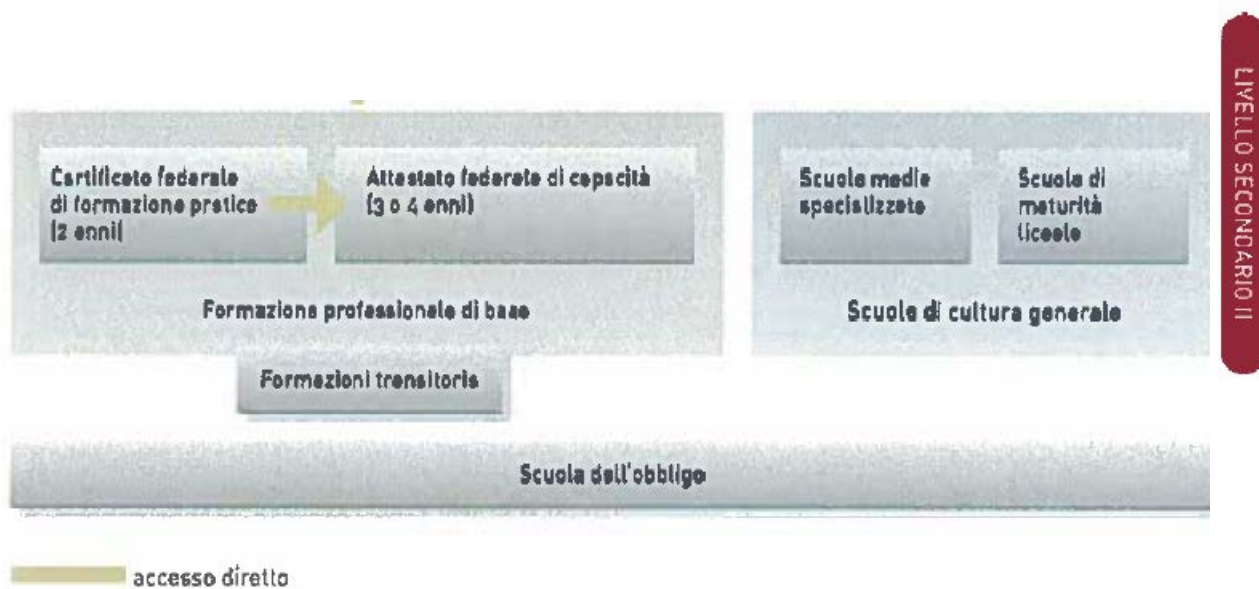 LIVELLO SECONDARIO II
Certificato federale
di formazione pratica
(2 anni)
Attestato federale di capacità
(3 o 4 anni)
Formazione professionale di base
Formazioni transitorie
Scuole medie
specializzate
Scuole di
maturità
liceale
Scuole di cultura generale
Scuola dell'obbligo
accesso diretto